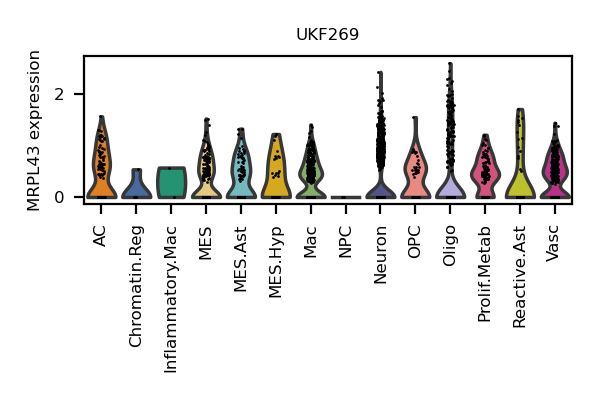 UKF269
MRPL43 expression
2
0
AC
Chromatin.Reg
Inflammatory.Mac
MES
MES.Ast
MES.Hyp
Mac
NPC
Neuron
OPC
Oligo
Prolif.Metab
Reactive.Ast
Vasc